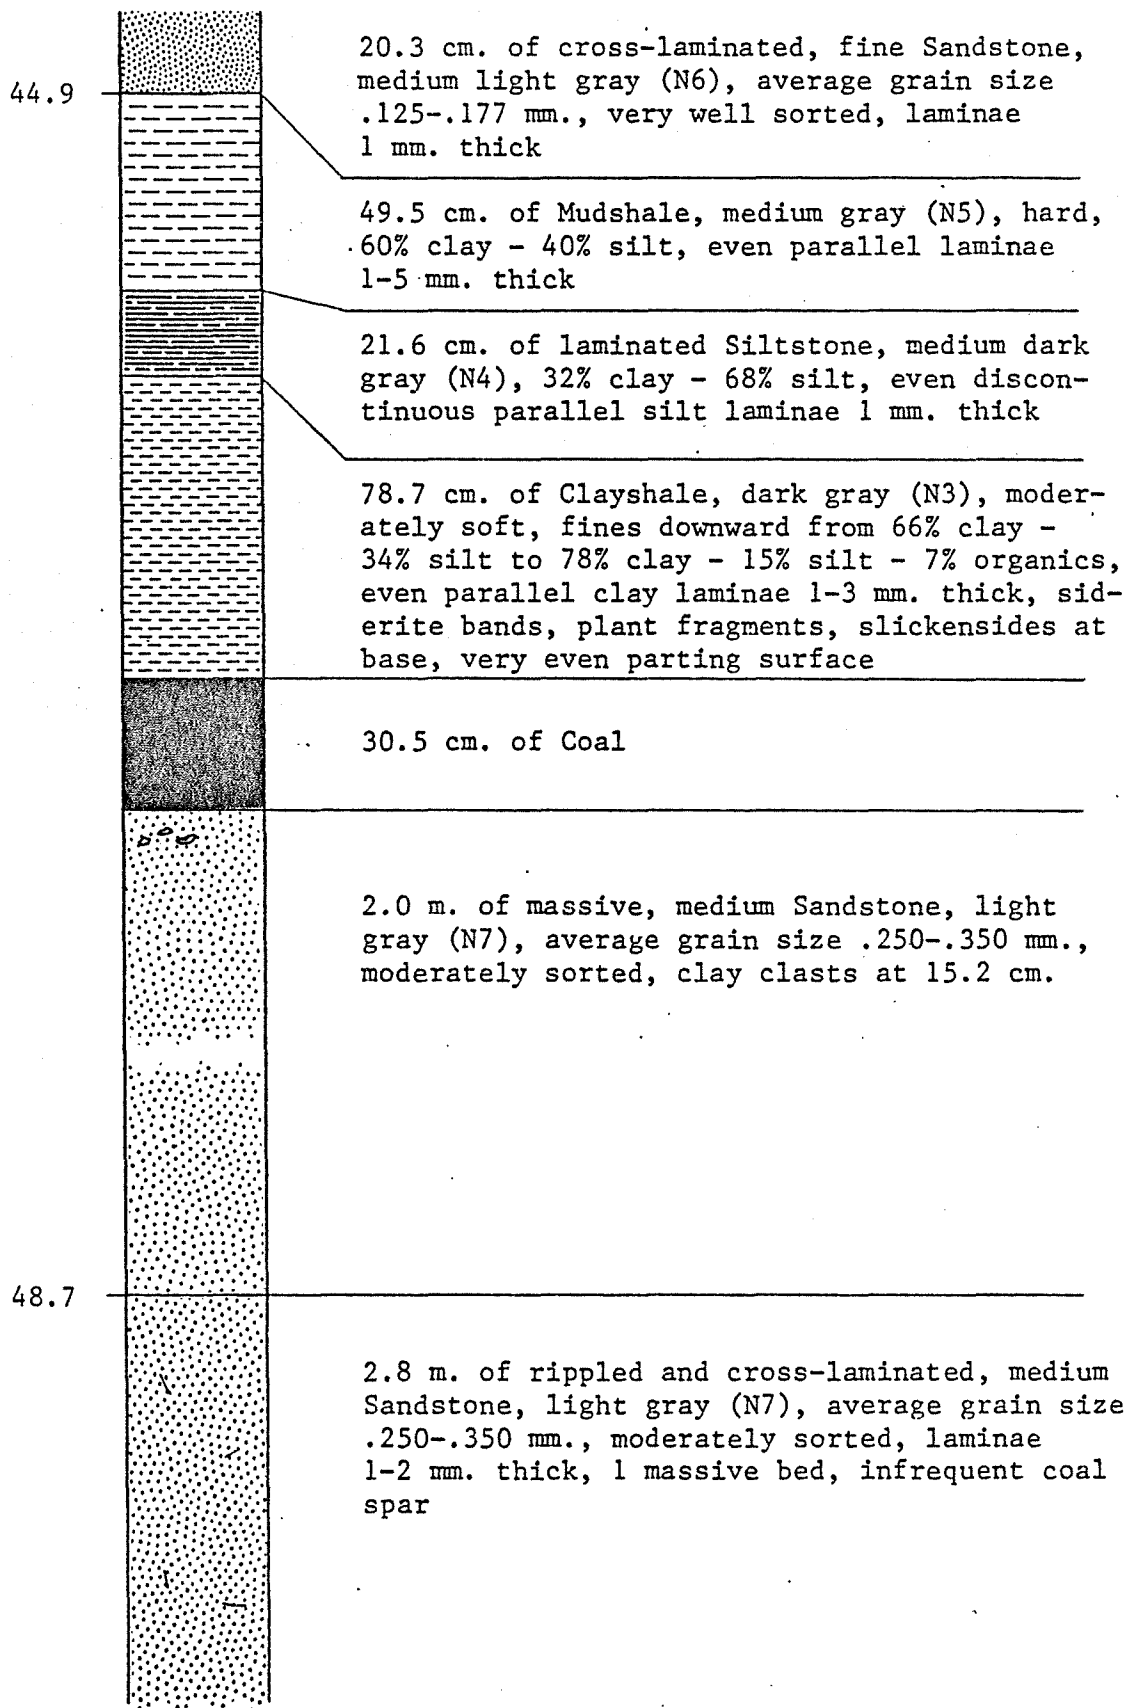 20.3 cm. of cross-laminated, fine Sandstone,
medium light gray (N6), average grain size
.125-.177 mm., very well sorted, laminae
1 mm. thick
44.9
49.5 cm. of Mudshale, medium gray (N5), hard,
60% clay - 40% silt, even parallel laminae
1-5 mm. thick
21.6 cm. of laminated Siltstone, medium dark
gray (N4), 32% clay - 68% silt, even discon-
tinuous parallel silt laminae 1 mm. thick
78.7 cm. of Clayshale, dark gray (N3), moder-
ately soft, fines downward from 66% clay -
34% silt to 78% clay - 15% silt - 7% organics,
even parallel clay laminae 1-3 mm. thick, sid-
erite bands, plant fragments, slickensides at
base, very even parting surface
30.5 cm. of Coal
2.0 m. of massive, medium Sandstone, light
gray (N7), average grain size .250-.350 mm.,
moderately sorted, clay clasts at 15.2 cm.
48.7
2.8 m. of rippled and cross-laminated, medium
Sandstone, light gray (N7), average grain size
.250-.350 mm., moderately sorted, laminae
1-2 mm. thick, 1 massive bed, infrequent coal
spar